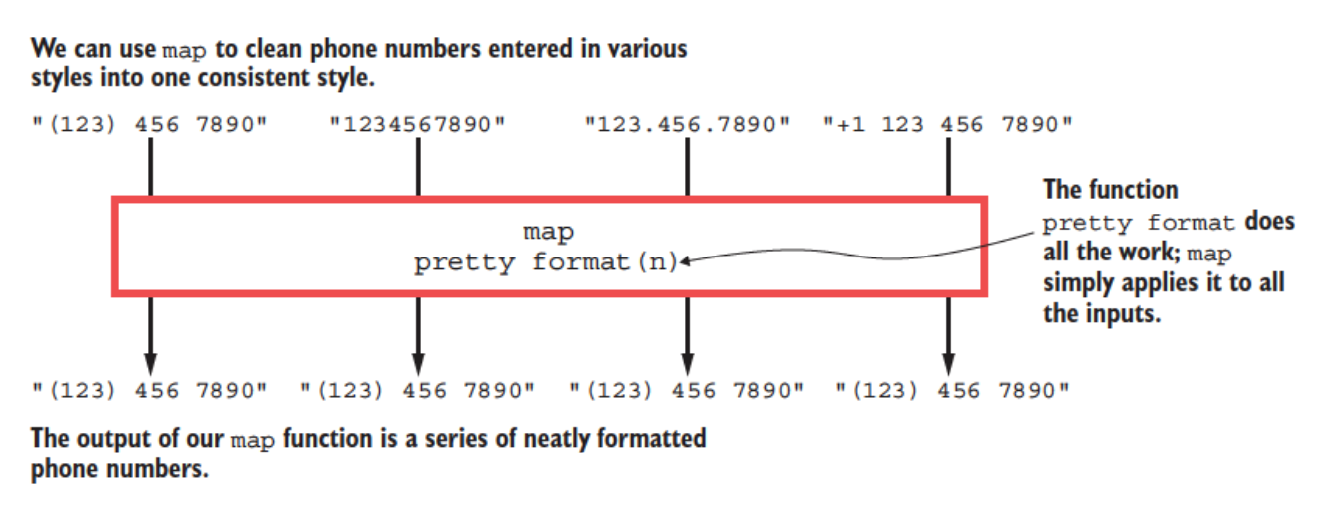 We can use map to clean phone numbers entered in various
styles into one consistent style.
"(123) 456 7890" "1234567890" "123.456.7890" "+1 123 456 7890"
map
pretty format(n)
The function
pretty format does
all the work; map
simply applies it to all
the inputs.
"(123) 456 7890" "(123) 456 7890" "(123) 456 7890" "(123) 456 7890"
The output of our map function is a series of neatly formatted
phone numbers.